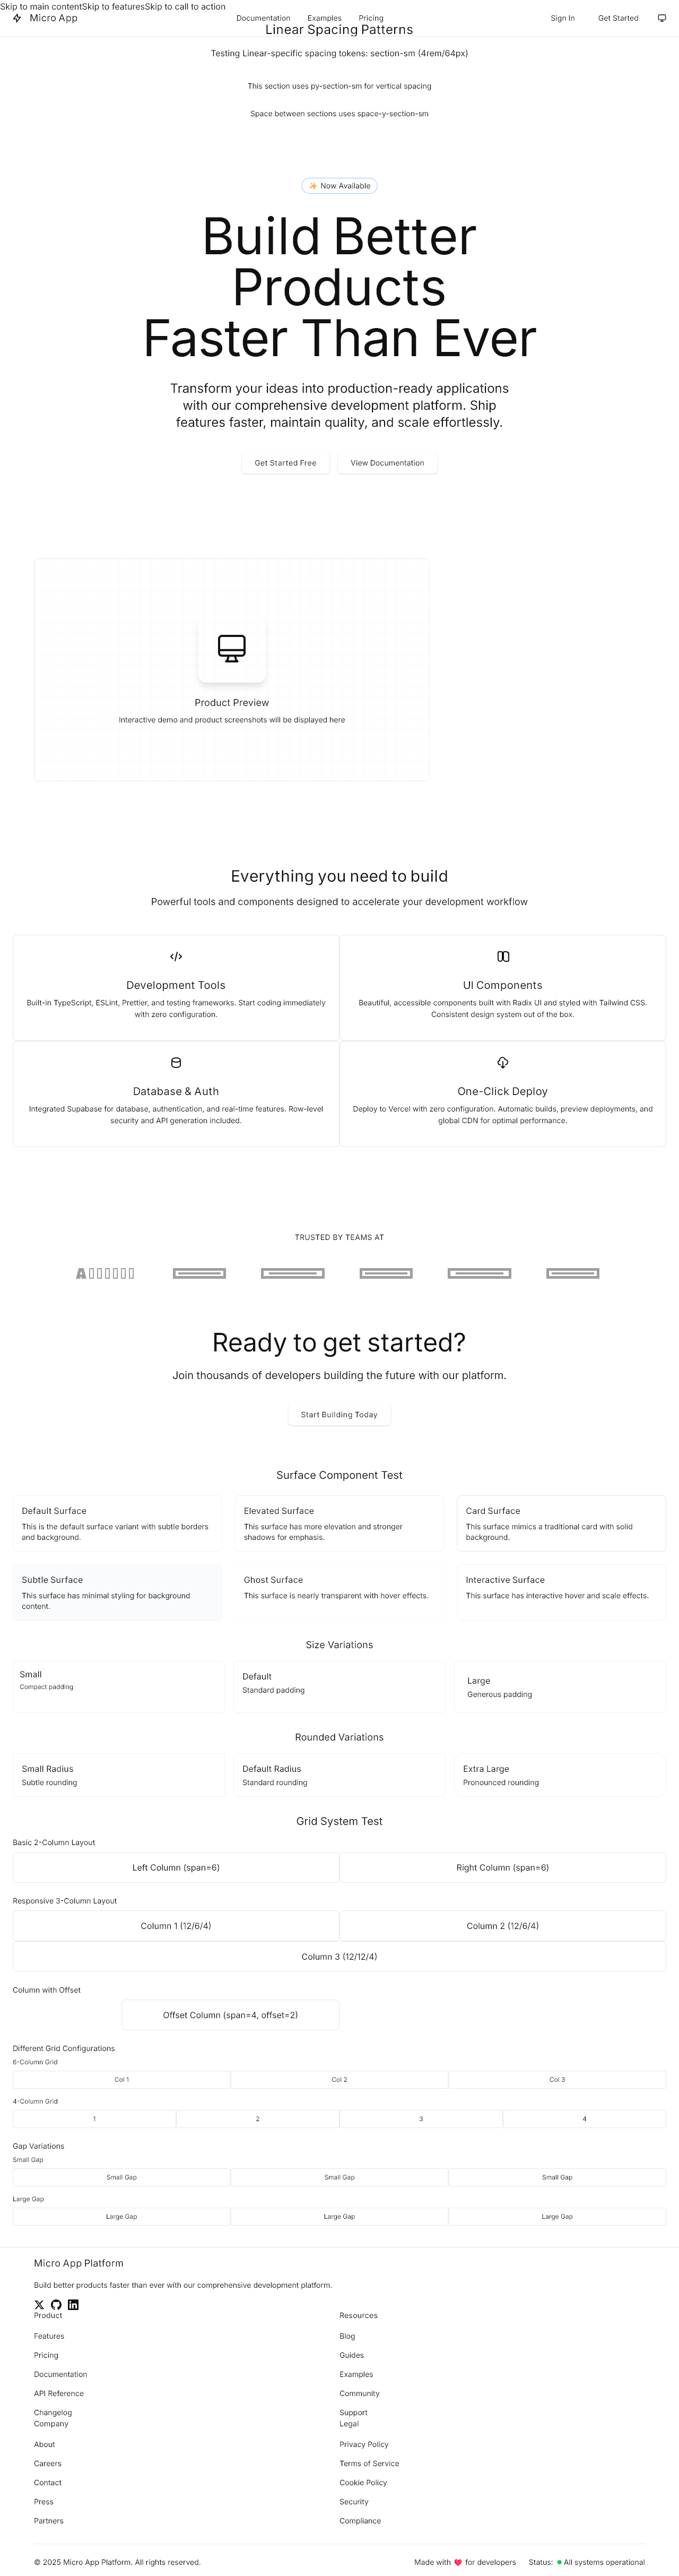 Skip to main contentSkip to featuresSkip to call to action
Micro App
Documentation Examples Pricing
Sign In Get Started
Linear Spacing Patterns
Testing Linear-specific spacing tokens: section-sm (4rem/64px)
This section uses py-section-sm for vertical spacing
Space between sections uses space-y-section-sm
Now Available
Build Better
Products
Faster Than Ever
Transform your ideas into production-ready applications
with our comprehensive development platform. Ship
features faster, maintain quality, and scale effortlessly.
Get Started Free View Documentation
Product Preview
Interactive demo and product screenshots will be displayed here
Everything you need to build
Powerful tools and components designed to accelerate your development workflow
Development Tools
Built-in TypeScript, ESLint, Prettier, and testing frameworks. Start coding immediately
with zero configuration.
UI Components
Beautiful, accessible components built with Radix UI and styled with Tailwind CSS.
Consistent design system out of the box.
Database & Auth
Integrated Supabase for database, authentication, and real-time features. Row-level
security and API generation included.
One-Click Deploy
Deploy to Vercel with zero configuration. Automatic builds, preview deployments, and
global CDN for optimal performance.
TRUSTED BY TEAMS AT
Ready to get started?
Join thousands of developers building the future with our platform.
Start Building Today
Surface Component Test
Default Surface
This is the default surface variant with subtle borders
and background.
Elevated Surface
This surface has more elevation and stronger
shadows for emphasis.
Card Surface
This surface mimics a traditional card with solid
background.
Subtle Surface
This surface has minimal styling for background
content.
Ghost Surface
This surface is nearly transparent with hover effects.
Interactive Surface
This surface has interactive hover and scale effects.
Size Variations
Small
Compact padding
Default
Standard padding
Large
Generous padding
Rounded Variations
Small Radius
Subtle rounding
Default Radius
Standard rounding
Extra Large
Pronounced rounding
Grid System Test
Basic 2-Column Layout
Left Column (span=6) Right Column (span=6)
Responsive 3-Column Layout
Column 1 (12/6/4) Column 2 (12/6/4)
Column 3 (12/12/4)
Column with Offset
Offset Column (span=4, offset=2)
Different Grid Configurations
6-Column Grid
Col 1 Col 2 Col 3
4-Column Grid
1 2 3 4
Gap Variations
Small Gap
Small Gap Small Gap Small Gap
Large Gap
Large Gap Large Gap Large Gap
Micro App Platform
Build better products faster than ever with our comprehensive development platform.
Product
Features
Pricing
Documentation
API Reference
Changelog
Resources
Blog
Guides
Examples
Community
Support
Company
About
Careers
Contact
Press
Partners
Legal
Privacy Policy
Terms of Service
Cookie Policy
Security
Compliance
© 2025 Micro App Platform. All rights reserved.
Made with ❤️ for developers
Status: All systems operational